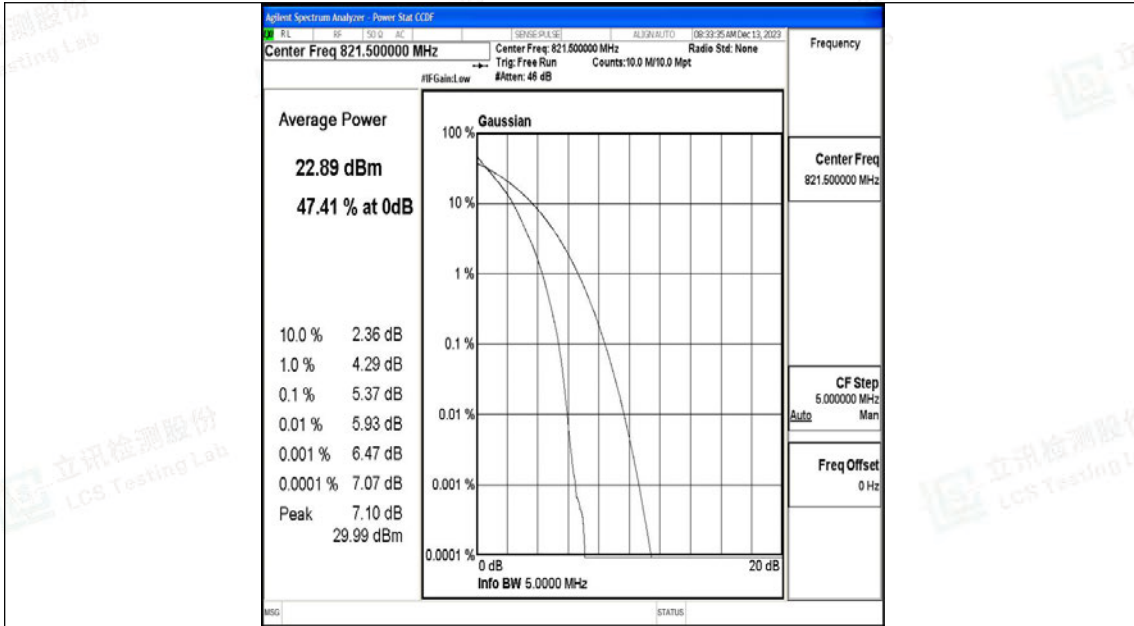 Agilent Spectrum Analyzer - Power Stat CCDF
RL RF 50 Ω AC SENSE:PULSE ALIGNAUTO 08:33:35 AM Dec 13, 2023
Center Freq 821.500000 MHz
Center Freq: 821.500000 MHz Radio Std: None
Trig: Free Run Counts:10.0 M/10.0 Mpt
#IFGain:Low #Atten: 46 dB
Frequency
Average Power
22.89 dBm
47.41 % at 0dB
10.0 % 2.36 dB
1.0 % 4.29 dB
0.1 % 5.37 dB
0.01 % 5.93 dB
0.001 % 6.47 dB
0.0001 % 7.07 dB
Peak 7.10 dB
29.99 dBm
Gaussian
100 %
10 %
1 %
0.1 %
0.01 %
0.001 %
0.0001 %
0 dB 20 dB
Info BW 5.0000 MHz
Center Freq
821.500000 MHz
CF Step
5.000000 MHz
Auto Man
Freq Offset
0 Hz
MSG STATUS
立讯检测股份
LCS Testing Lab
立讯检测股份